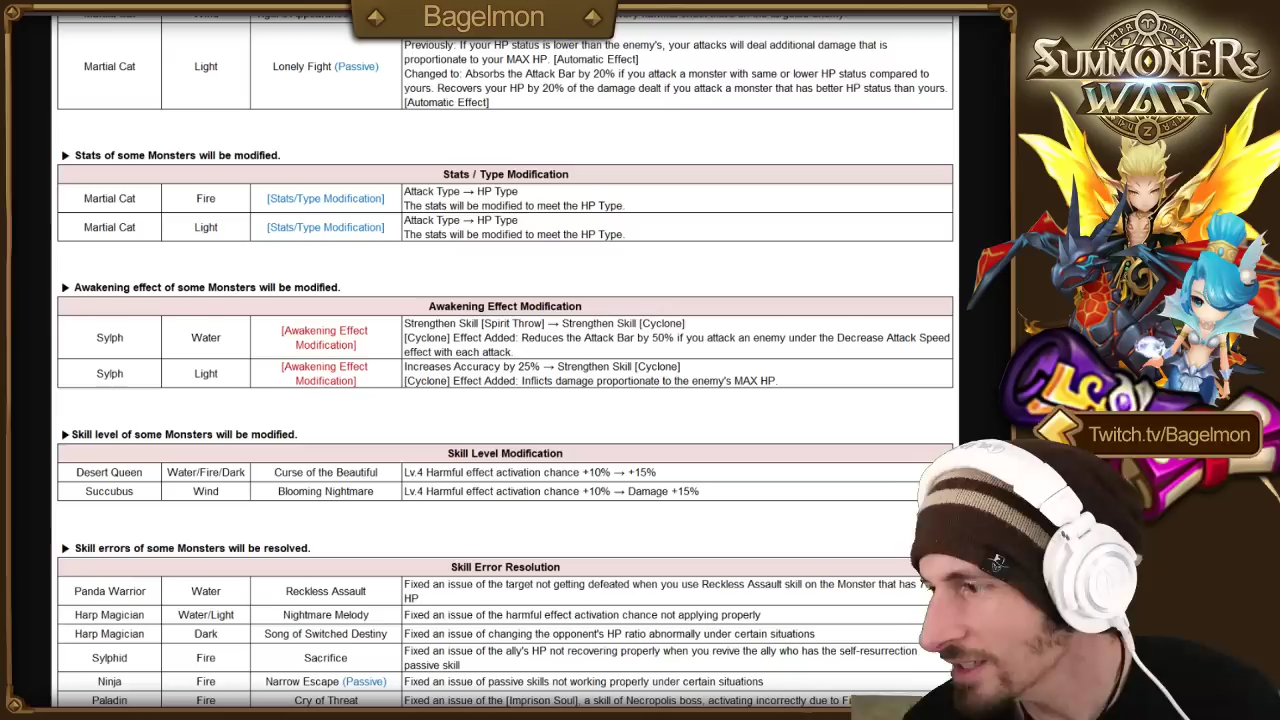 Bagelmon
Previously: If your HP status is lower than the enemy's, your attacks will deal additional damage that is
proportionate to your MAX HP. [Automatic Effect]
Martial Cat Light Lonely Fight (Passive) Changed to: Absorbs the Attack Bar by 20% if you attack a monster with same or lower HP status compared to
yours. Recovers your HP by 20% of the damage dealt if you attack a monster that has better HP status than yours.
[Automatic Effect]
▶ Stats of some Monsters will be modified.
Stats / Type Modification
Martial Cat Fire [Stats/Type Modification] Attack Type → HP Type
The stats will be modified to meet the HP Type.
Martial Cat Light [Stats/Type Modification] Attack Type → HP Type
The stats will be modified to meet the HP Type.
▶ Awakening effect of some Monsters will be modified.
Awakening Effect Modification
Sylph Water [Awakening Effect Modification] Strengthen Skill [Spirit Throw] → Strengthen Skill [Cyclone]
[Cyclone] Effect Added: Reduces the Attack Bar by 50% if you attack an enemy under the Decrease Attack Speed
effect with each attack.
Sylph Light [Awakening Effect Modification] Increases Accuracy by 25% → Strengthen Skill [Cyclone]
[Cyclone] Effect Added: Inflicts damage proportionate to the enemy's MAX HP.
▶ Skill level of some Monsters will be modified.
Skill Level Modification
Desert Queen Water/Fire/Dark Curse of the Beautiful Lv.4 Harmful effect activation chance +10% → +15%
Succubus Wind Blooming Nightmare Lv.4 Harmful effect activation chance +10% → Damage +15%
▶ Skill errors of some Monsters will be resolved.
Skill Error Resolution
Panda Warrior Water Reckless Assault Fixed an issue of the target not getting defeated when you use Reckless Assault skill on the Monster that has
HP
Harp Magician Water/Light Nightmare Melody Fixed an issue of the harmful effect activation chance not applying properly
Harp Magician Dark Song of Switched Destiny Fixed an issue of changing the opponent's HP ratio abnormally under certain situations
Sylphid Fire Sacrifice Fixed an issue of the ally's HP not recovering properly when you revive the ally who has the self-resurrection
passive skill
Ninja Fire Narrow Escape (Passive) Fixed an issue of passive skills not working properly under certain situations
Paladin Fire Cry of Threat Fixed an issue of the [Imprison Soul], a skill of Necropolis boss, activating incorrectly due to
SUMMONERS
WAR
Twitch.tv/Bagelmon